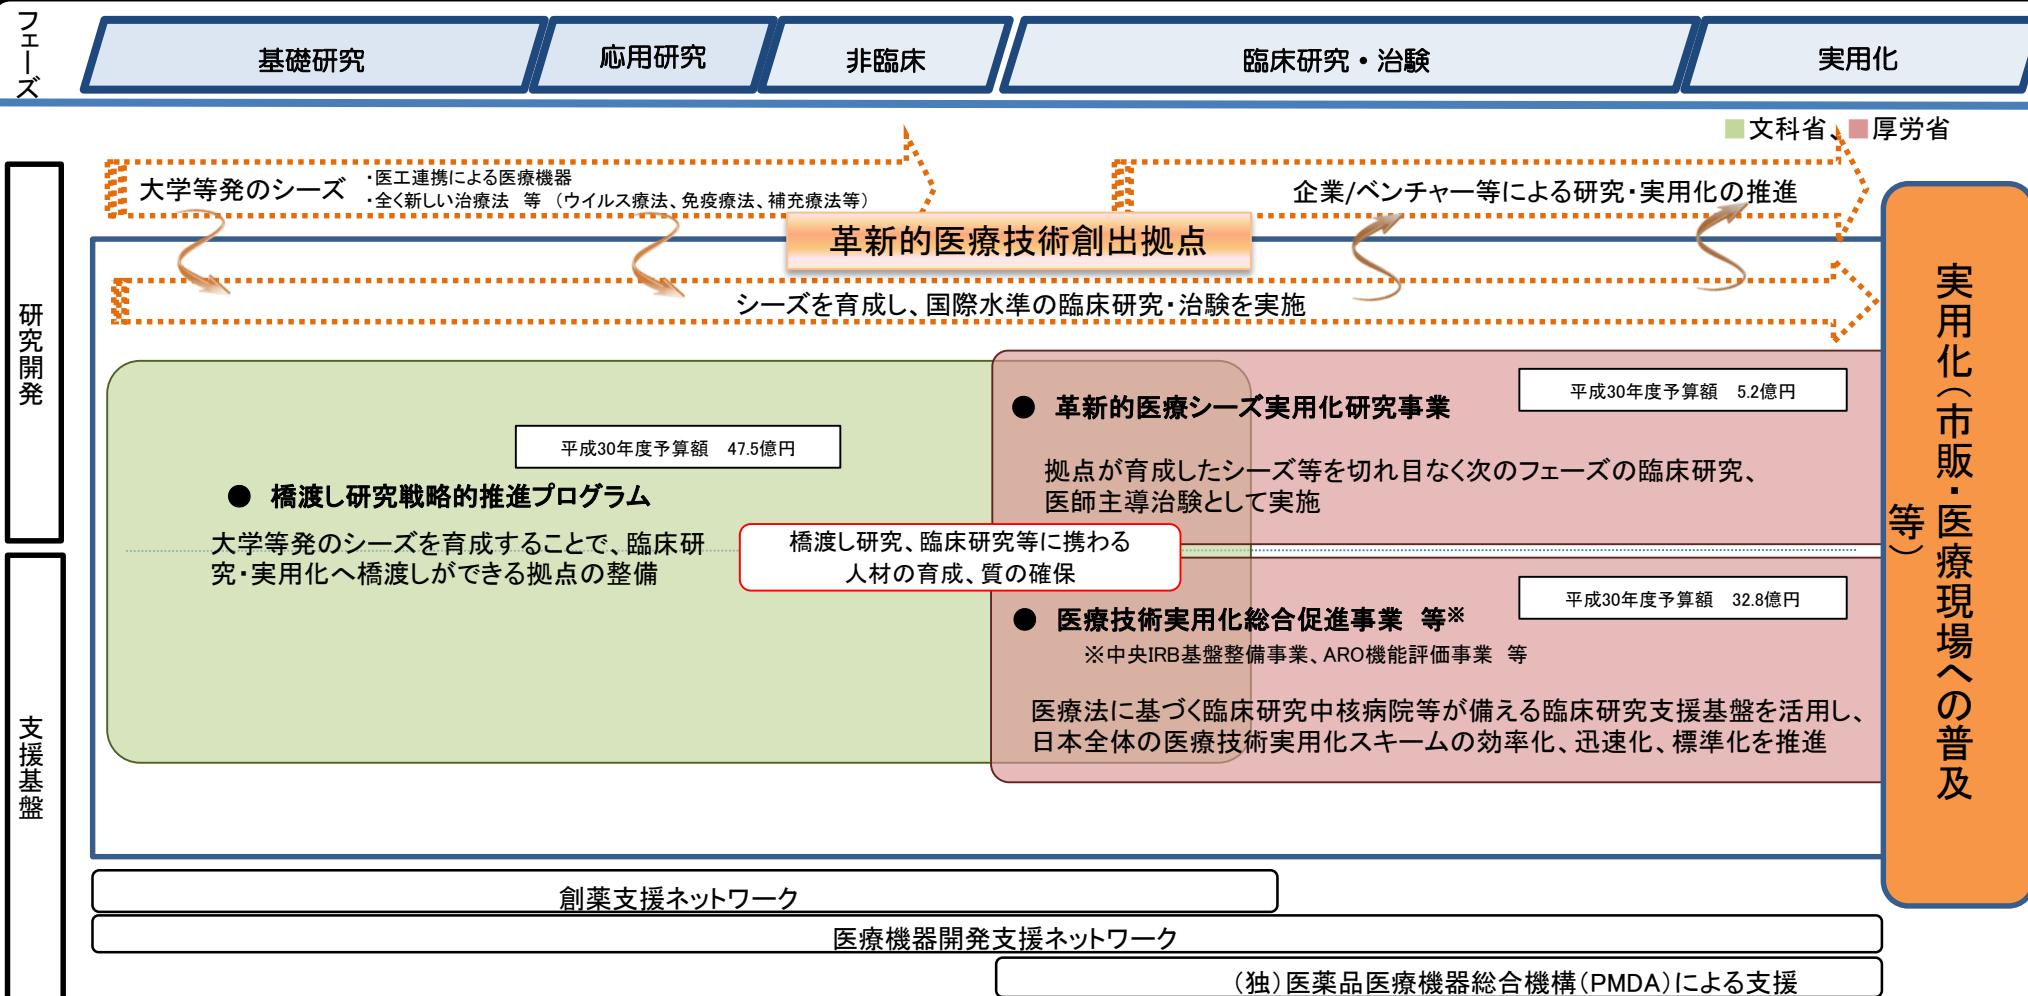 フェーズ
基礎研究
応用研究
非臨床
臨床研究・治験
実用化
■文科省、■厚労省
研究開発
大学等発のシーズ
・医工連携による医療機器
・全く新しい治療法　等　（ウイルス療法、免疫療法、補充療法等）
企業/ベンチャー等による研究・実用化の推進
革新的医療技術創出拠点
シーズを育成し、国際水準の臨床研究・治験を実施
平成30年度予算額　47.5億円
● 橋渡し研究戦略的推進プログラム
大学等発のシーズを育成することで、臨床研
究・実用化へ橋渡しができる拠点の整備
平成30年度予算額　5.2億円
● 革新的医療シーズ実用化研究事業
拠点が育成したシーズ等を切れ目なく次のフェーズの臨床研究、
医師主導治験として実施
橋渡し研究、臨床研究等に携わる
人材の育成、質の確保
支援基盤
平成30年度予算額　32.8億円
● 医療技術実用化総合促進事業　等※
※中央IRB基盤整備事業、ARO機能評価事業　等
医療法に基づく臨床研究中核病院等が備える臨床研究支援基盤を活用し、
日本全体の医療技術実用化スキームの効率化、迅速化、標準化を推進
実用化（市販・医療現場への普及
等）
創薬支援ネットワーク
医療機器開発支援ネットワーク
（独）医薬品医療機器総合機構（PMDA）による支援